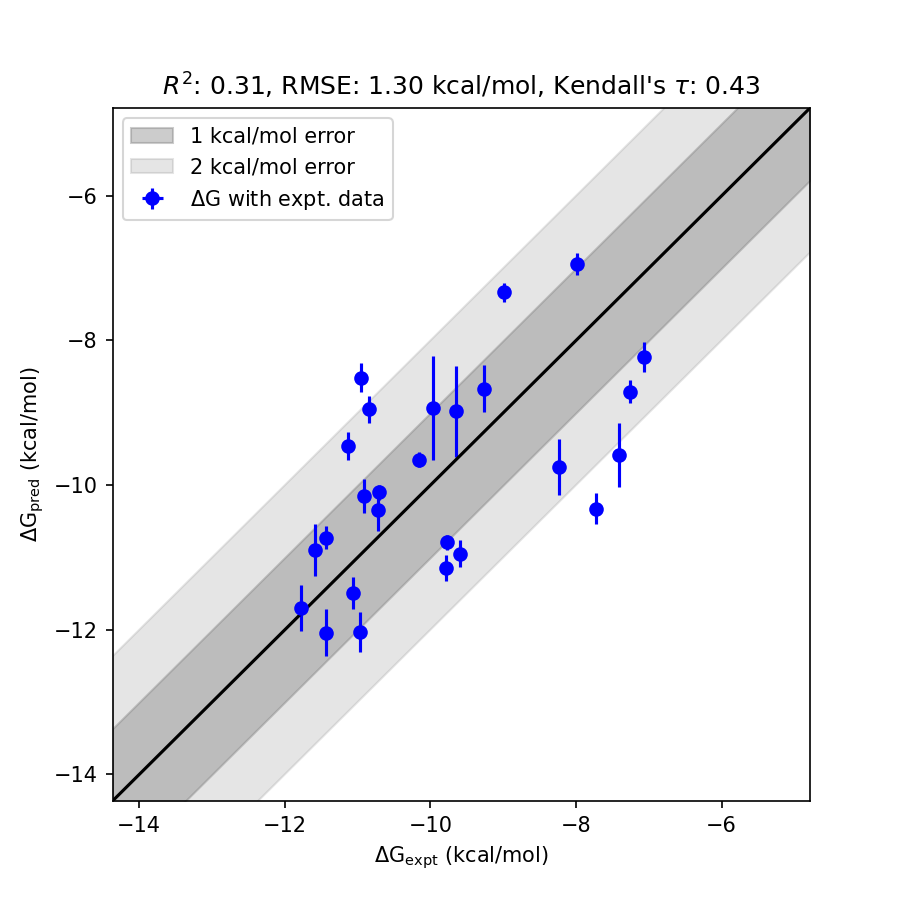 R²: 0.31, RMSE: 1.30 kcal/mol, Kendall's τ: 0.43
1 kcal/mol error
2 kcal/mol error
ΔG with expt. data
−6
−8
−10
−12
−14
ΔGpred (kcal/mol)
−14 −12 −10 −8 −6
ΔGexpt (kcal/mol)